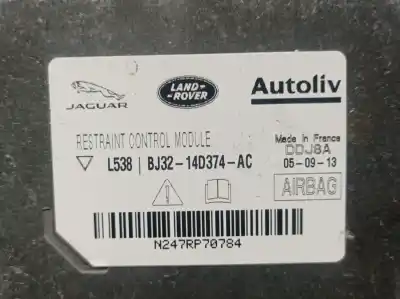 JAGUAR
LAND
ROVER
Autoliv
RESTRAINT CONTROL MODULE
Made in France
DDJ8A
L538 | BJ32-14D374-AC
05-09-13
AIRBAG
N247RP70784